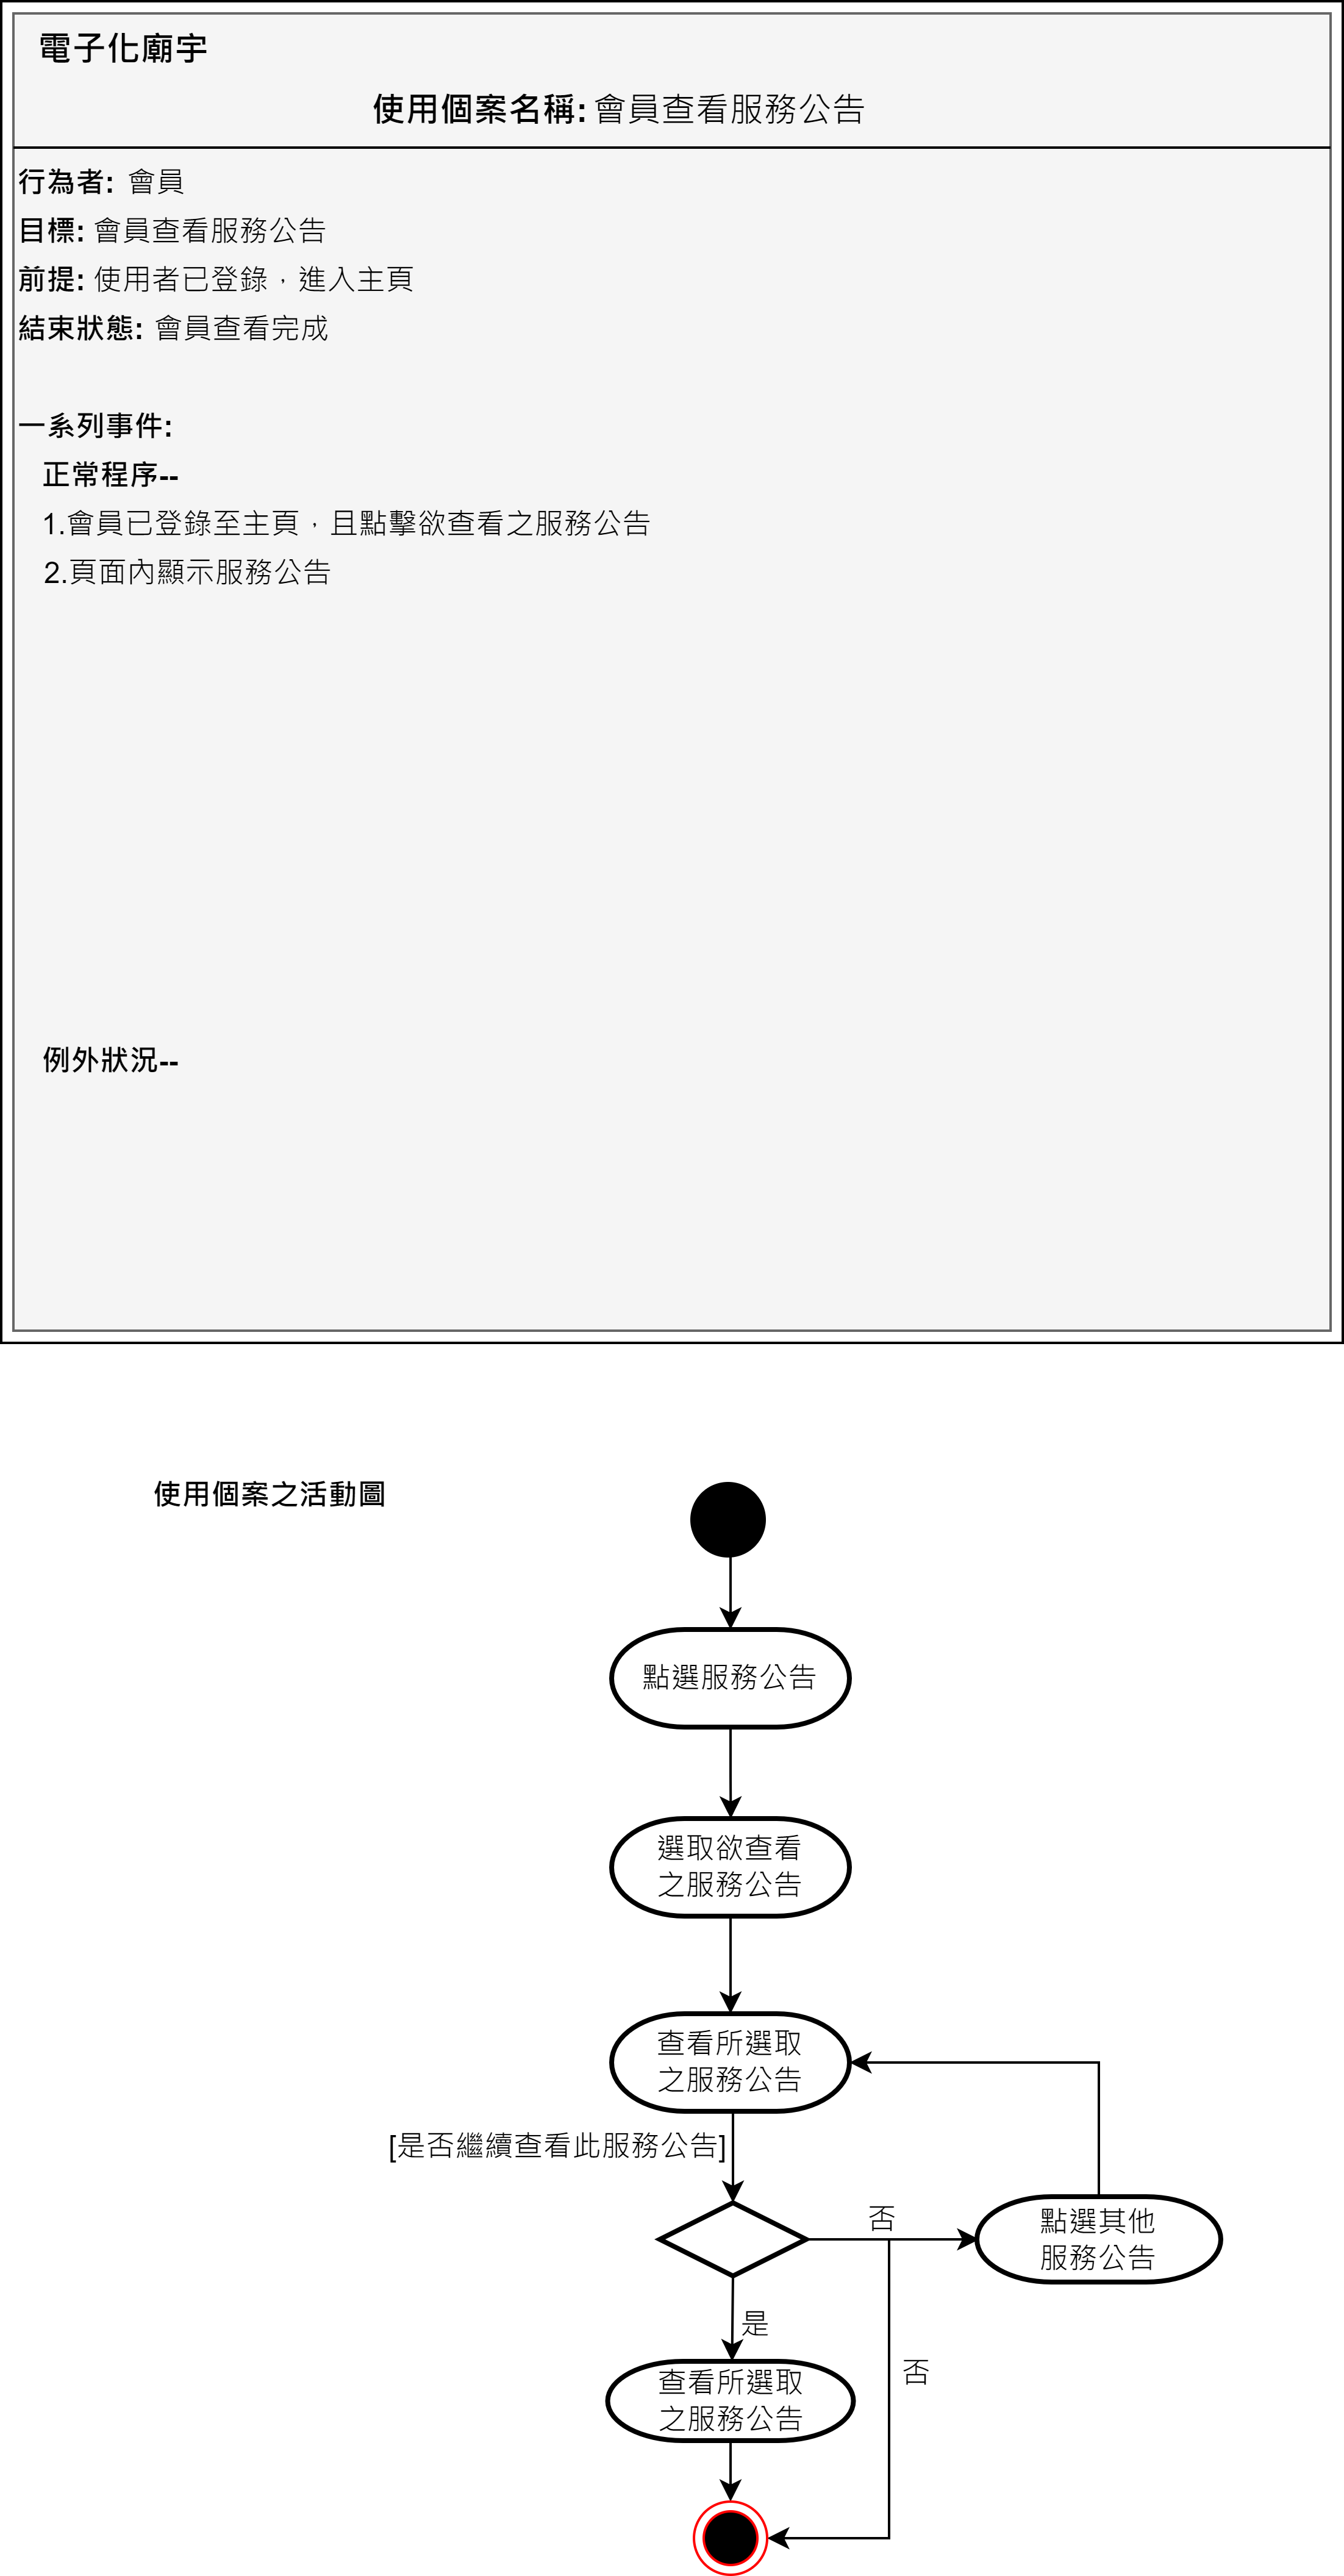 電子化廟宇
使用個案名稱: 會員查看服務公告
行為者: 會員
目標: 會員查看服務公告
前提: 使用者已登錄，進入主頁
結束狀態: 會員查看完成
一系列事件:
正常程序--
1.會員已登錄至主頁，且點擊欲查看之服務公告
2.頁面內顯示服務公告
例外狀況--
使用個案之活動圖
點選服務公告
選取欲查看
之服務公告
查看所選取
之服務公告
[是否繼續查看此服務公告]
否
點選其他
服務公告
是
否
查看所選取
之服務公告